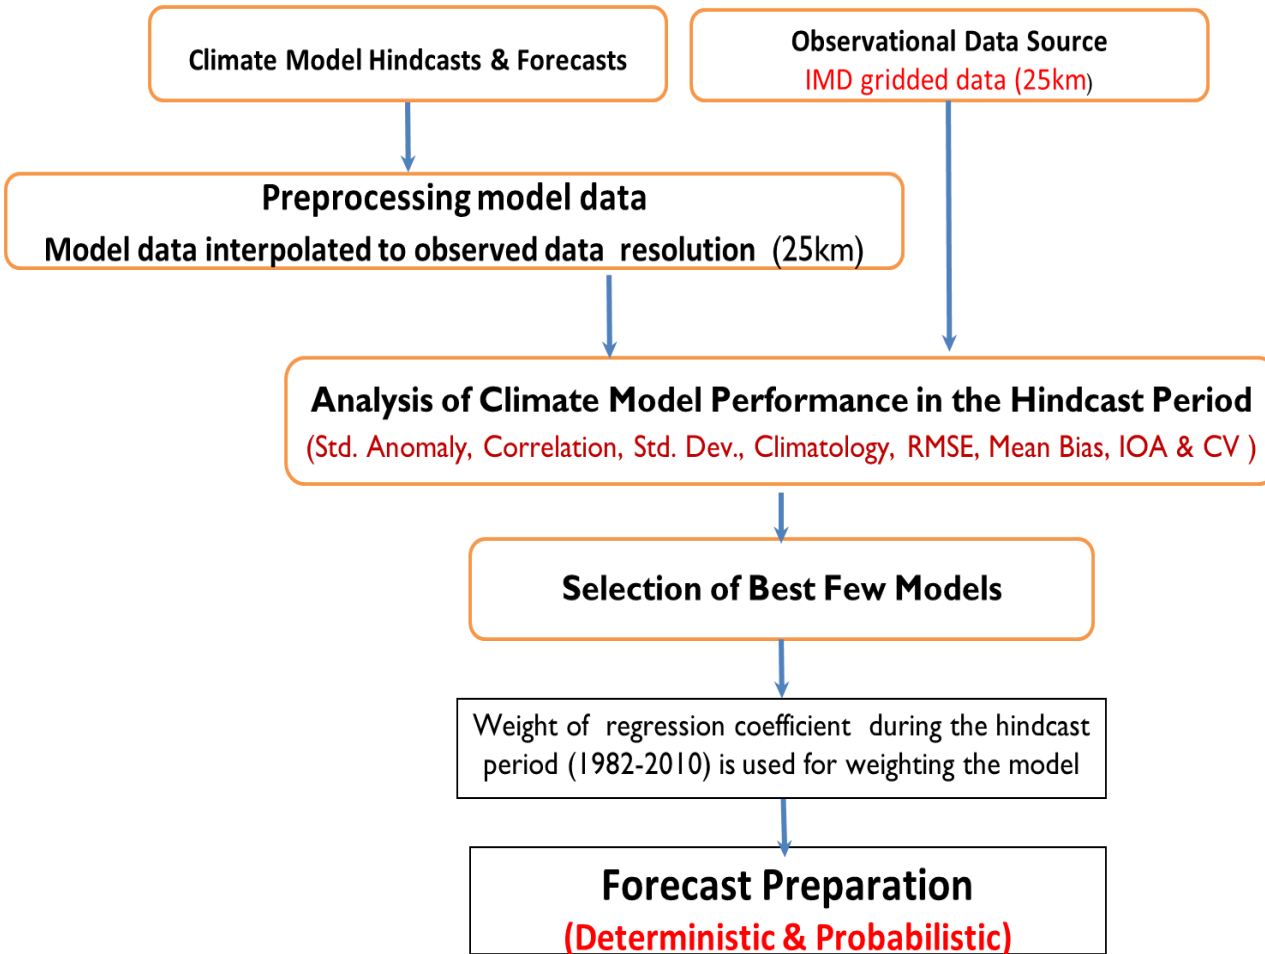 Climate Model Hindcasts & Forecasts
Observational Data Source
IMD gridded data (25km)
Preprocessing model data
Model data interpolated to observed data resolution (25km)
Analysis of Climate Model Performance in the Hindcast Period
(Std. Anomaly, Correlation, Std. Dev., Climatology, RMSE, Mean Bias, IOA & CV )
Selection of Best Few Models
Weight of regression coefficient during the hindcast
period (1982-2010) is used for weighting the model
Forecast Preparation
(Deterministic & Probabilistic)